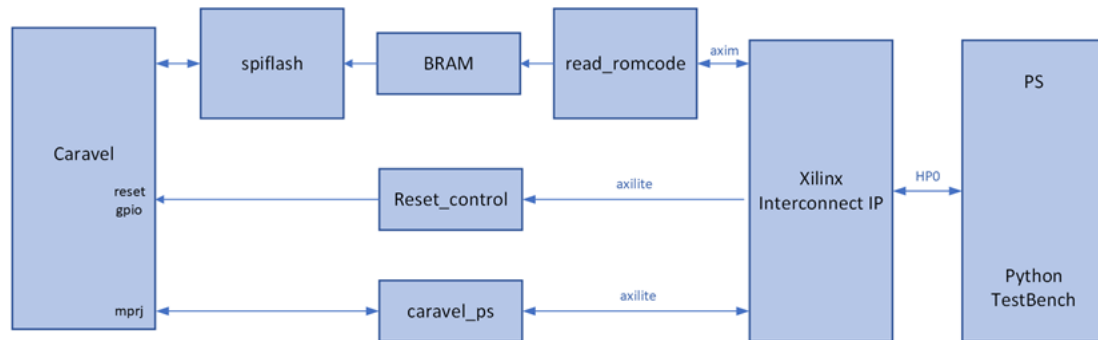 spiflash
BRAM
read_romcode
axim
PS
Caravel
reset
gpio
Reset_control
axilite
Xilinx
Interconnect IP
HP0
mprj
caravel_ps
axilite
Python
TestBench